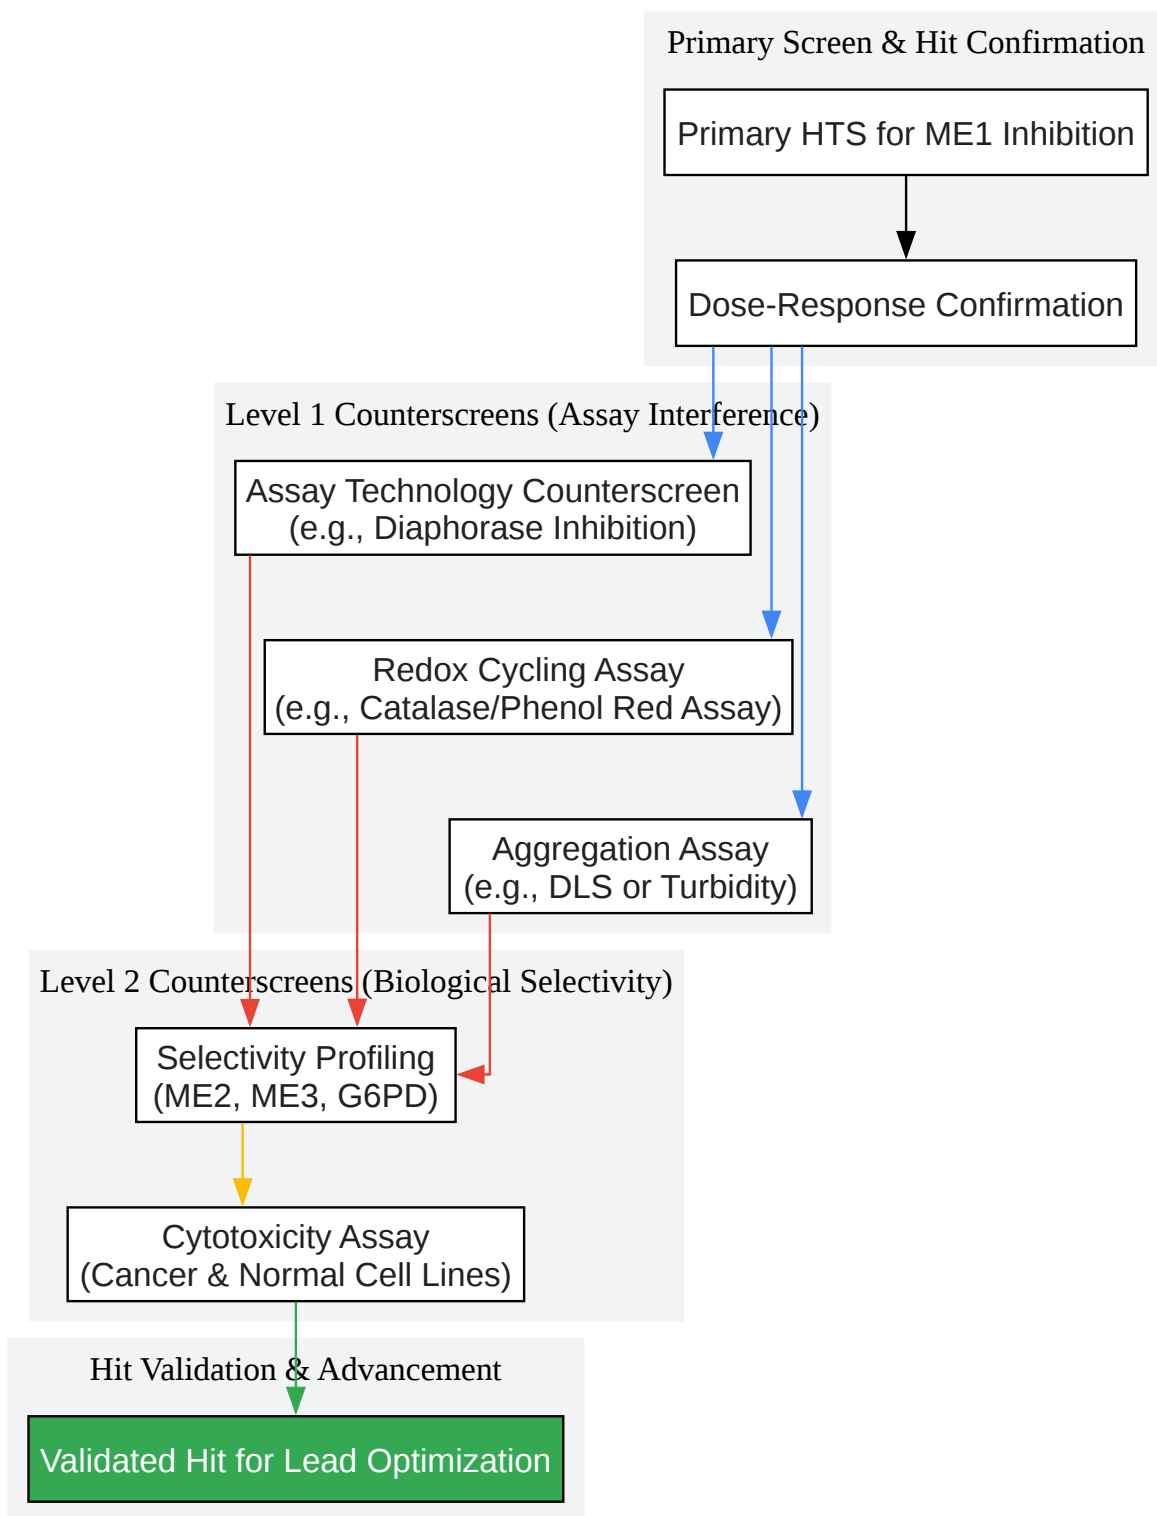 Primary Screen & Hit Confirmation
Primary HTS for ME1 Inhibition
Dose-Response Confirmation
Level 1 Counterscreens (Assay Interference)
Assay Technology Counterscreen
(e.g., Diaphorase Inhibition)
Redox Cycling Assay
(e.g., Catalase/Phenol Red Assay)
Aggregation Assay
(e.g., DLS or Turbidity)
Level 2 Counterscreens (Biological Selectivity)
Selectivity Profiling
(ME2, ME3, G6PD)
Cytotoxicity Assay
(Cancer & Normal Cell Lines)
Hit Validation & Advancement
Validated Hit for Lead Optimization